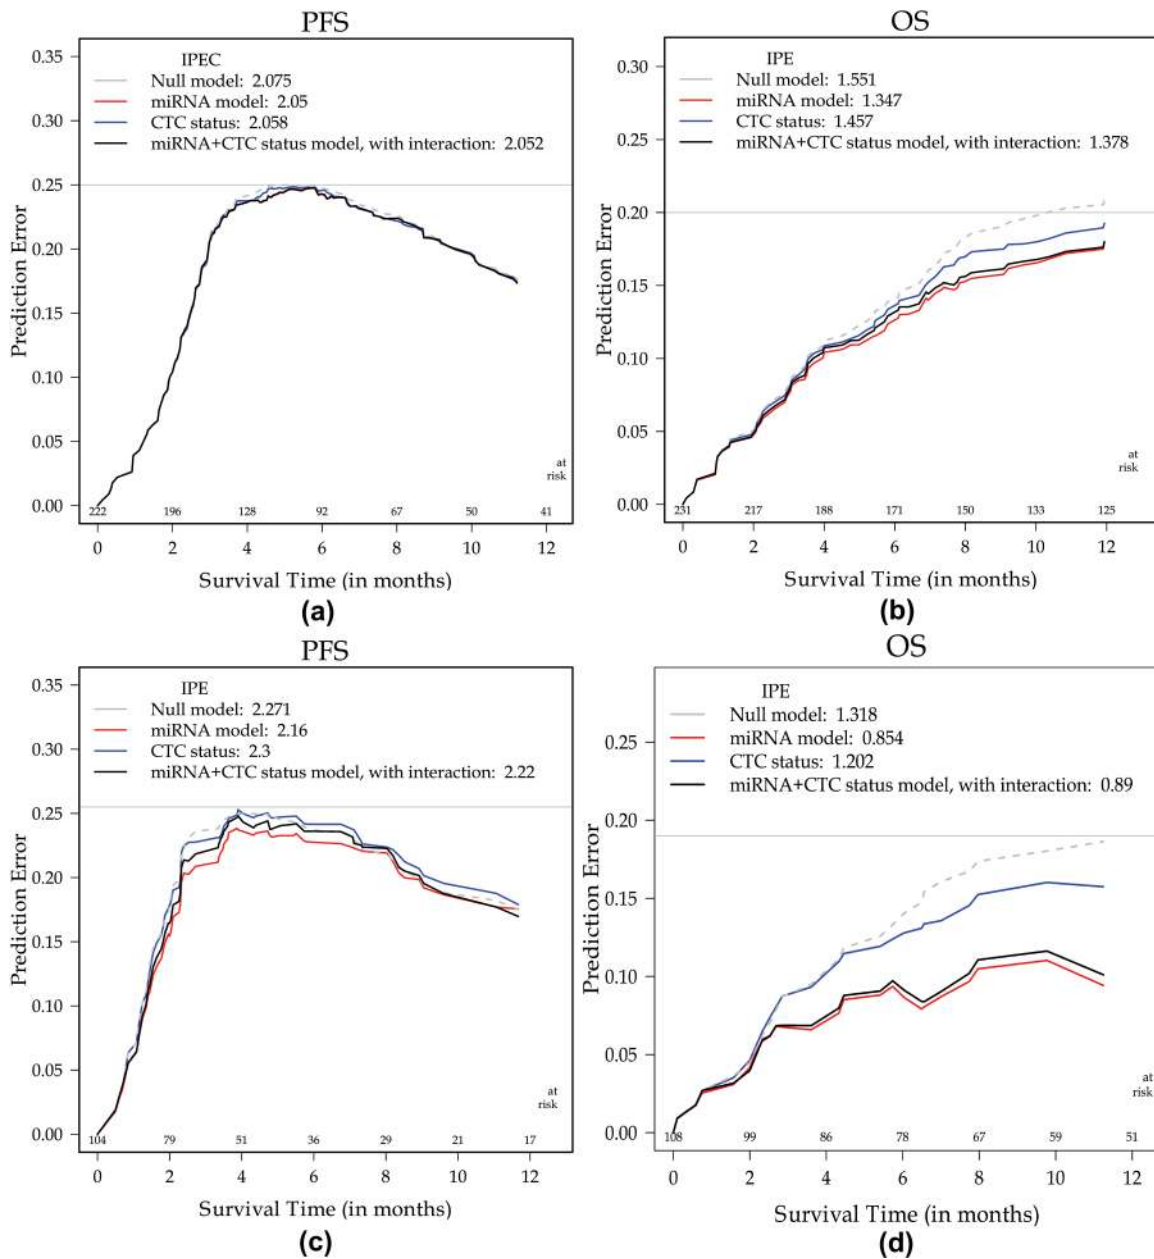 PFS
IPEC
Null model: 2.075
miRNA model: 2.05
CTC status: 2.058
miRNA+CTC status model, with interaction: 2.052
0.35
0.30
0.25
0.20
0.15
0.10
0.05
0.00
Prediction Error
at
risk
222 196 128 92 67 50 41
0 2 4 6 8 10 12
Survival Time (in months)
(a)
OS
IPE
Null model: 1.551
miRNA model: 1.347
CTC status: 1.457
miRNA+CTC status model, with interaction: 1.378
0.30
0.25
0.20
0.15
0.10
0.05
0.00
Prediction Error
at
risk
231 217 188 171 150 133 125
0 2 4 6 8 10 12
Survival Time (in months)
(b)
PFS
IPE
Null model: 2.271
miRNA model: 2.16
CTC status: 2.3
miRNA+CTC status model, with interaction: 2.22
0.35
0.30
0.25
0.20
0.15
0.10
0.05
0.00
Prediction Error
at
risk
104 79 51 36 29 21 17
0 2 4 6 8 10 12
Survival Time (in months)
(c)
OS
IPE
Null model: 1.318
miRNA model: 0.854
CTC status: 1.202
miRNA+CTC status model, with interaction: 0.89
0.25
0.20
0.15
0.10
0.05
0.00
Prediction Error
at
risk
108 99 86 78 67 59 51
0 2 4 6 8 10 12
Survival Time (in months)
(d)